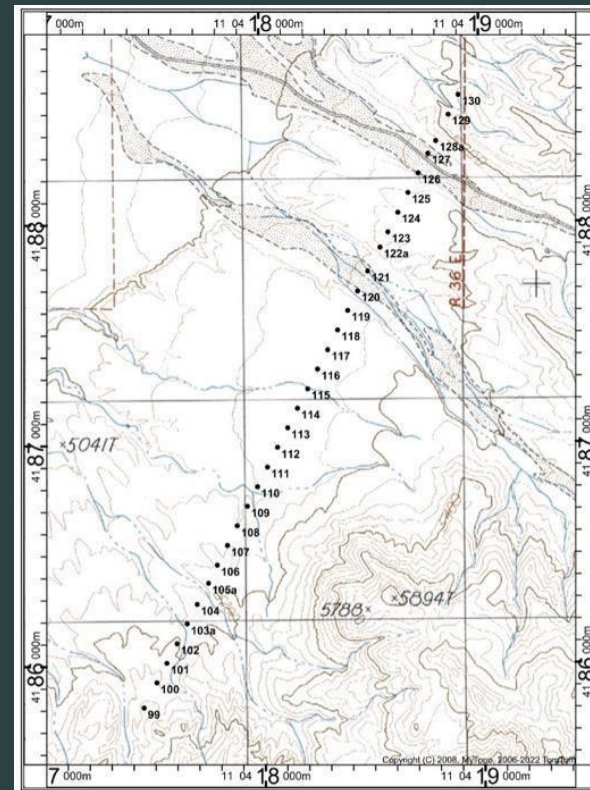 7 000m 11 04 18 000m 11 04 19
130
129
128a
127
126
125
124
41 88 000m
123
41 88 000m
122a
R 36 E
121
120
119
118
117
116
115
114
113
41 87 000m
×5041T
112
41 87 000m
111
110
109
108
107
106
105a
×5894T
104
5788×
103a
102
41 86 000m
101
41 86 000m
100
99
Copyright (C) 2008, MyTopo, 2006-2022 TomTom
7 000m 11 04 18 000m 11 04 19 000m